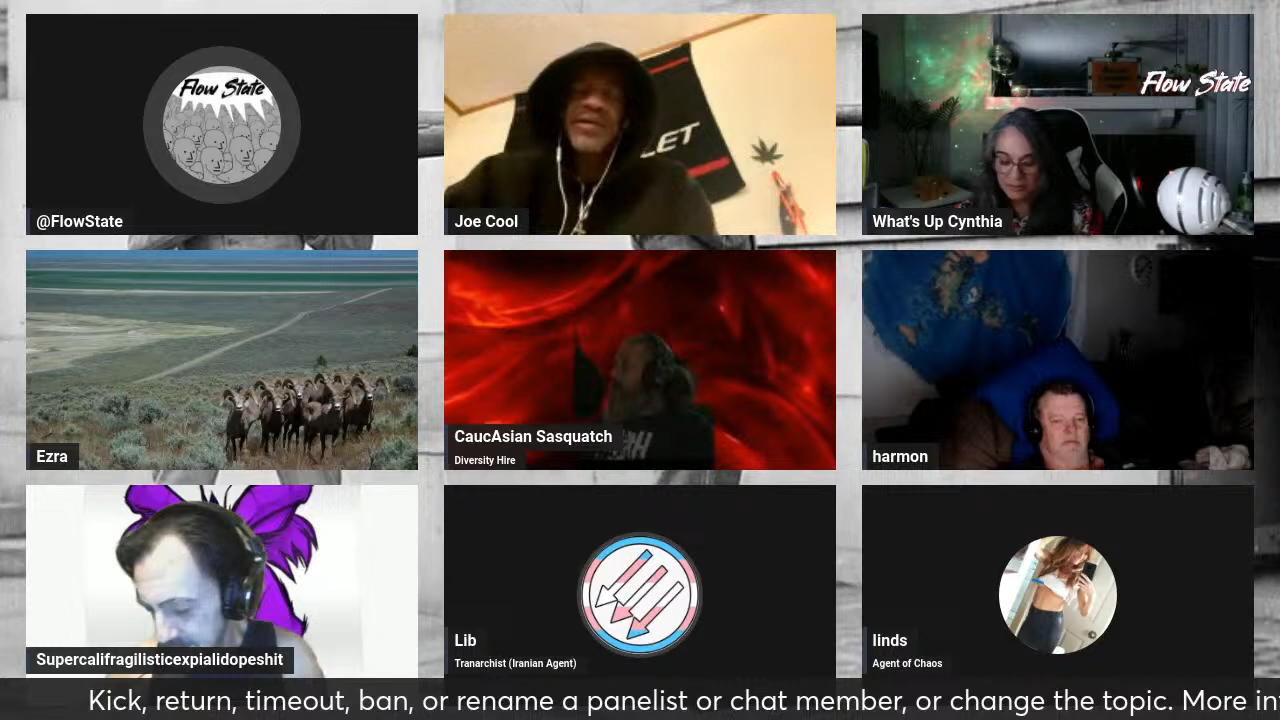 Flow State
@FlowState
LET
Joe Cool
Flow State
What's Up Cynthia
Ezra
CaucAsian Sasquatch
Diversity Hire
harmon
Supercalifragilisticexpialidopeshit
Lib
Tranarchist (Iranian Agent)
linds
Agent of Chaos
Kick, return, timeout, ban, or rename a panelist or chat member, or change the topic. More in